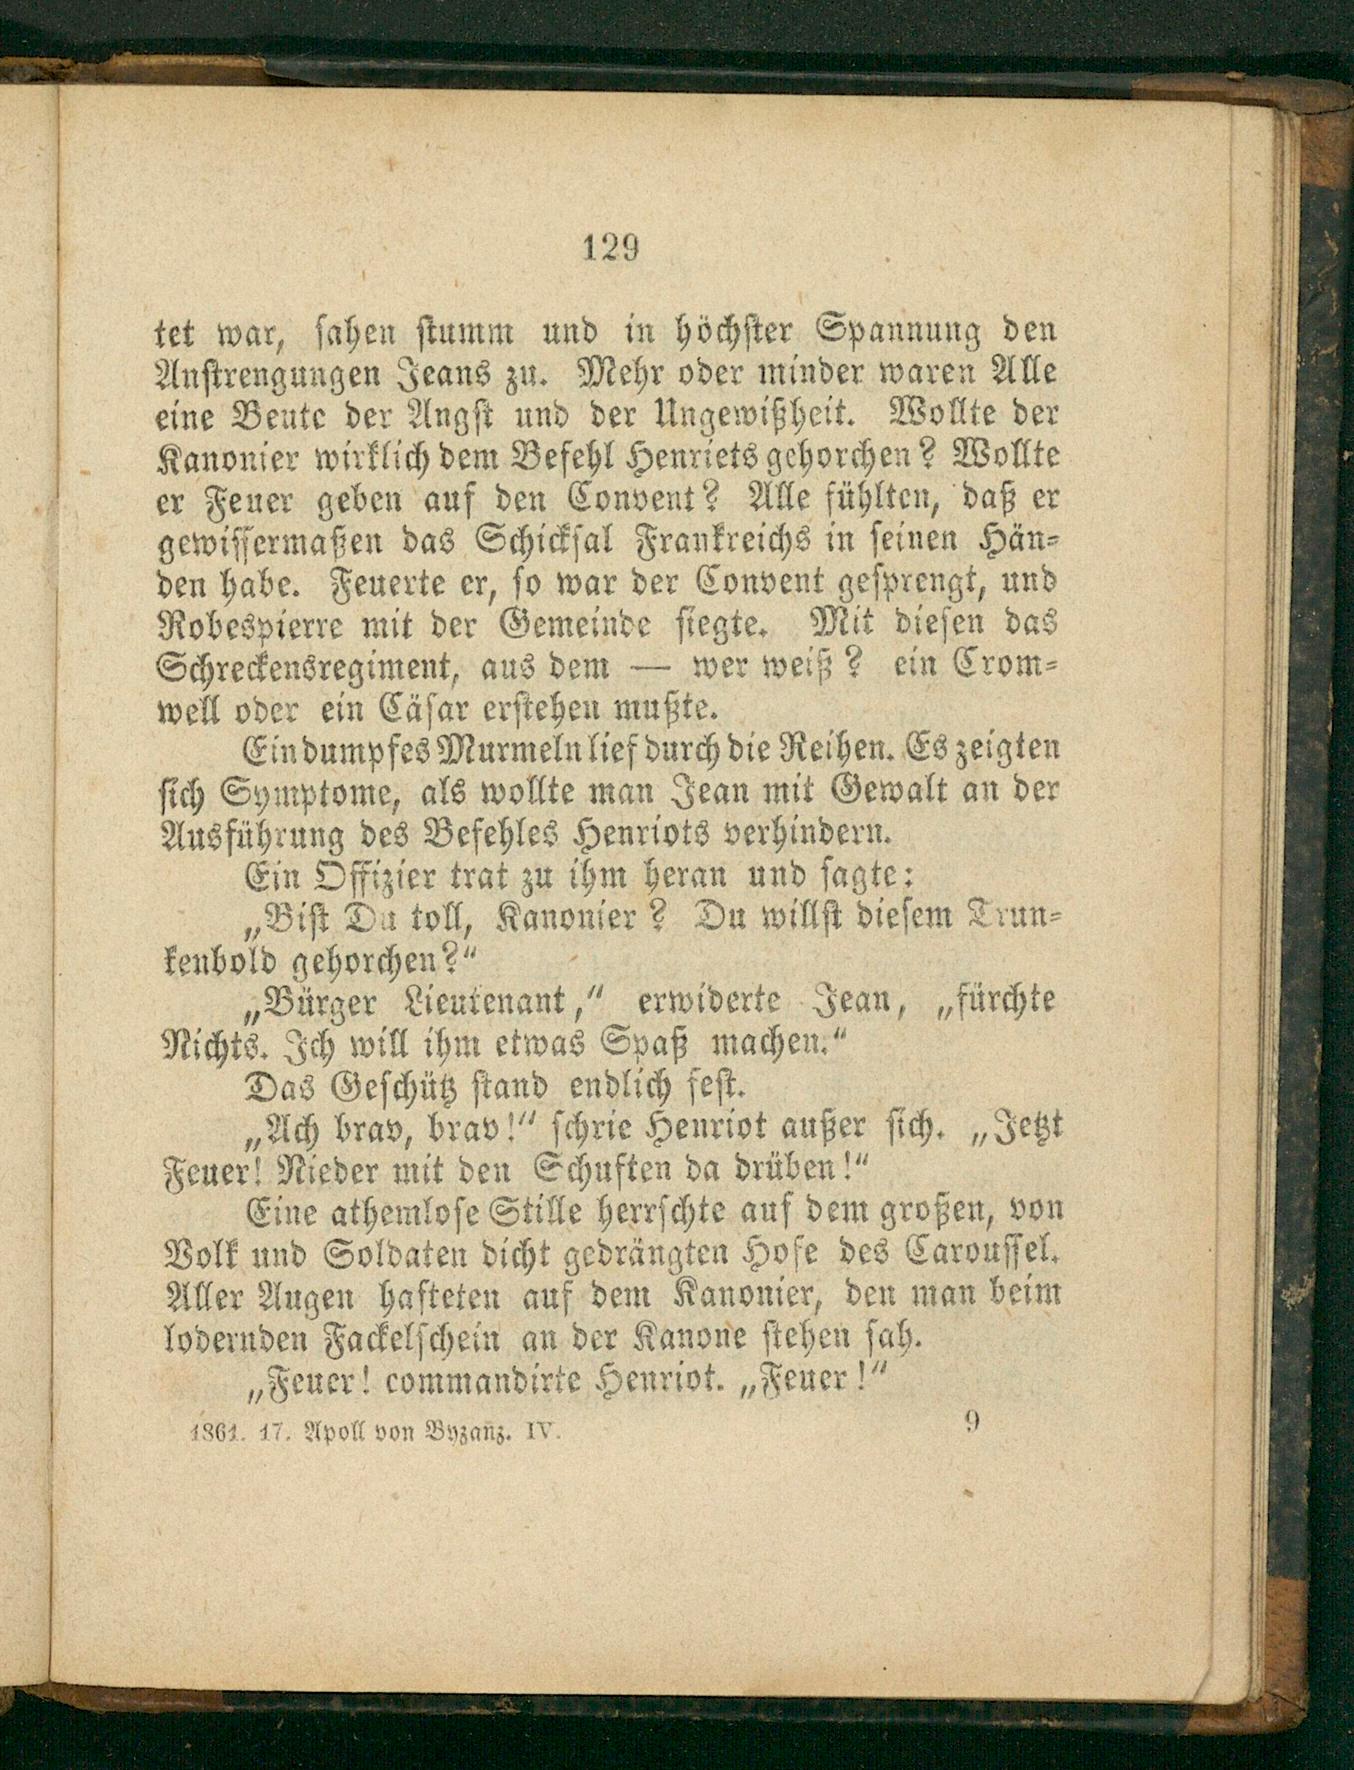 129
tet war, sahen stumm und in höchster Spannung den
Anstrengungen Jeans zu. Mehr oder minder waren Alle
eine Beute der Angst und der Ungewißheit. Wollte der
Kanonier wirklich dem Befehl Henriets gehorchen? Wollte
er Feuer geben auf den Convent? Alle fühlten, daß er
gewissermaßen das Schicksal Frankreichs in seinen Hän-
den habe. Feuerte er, so war der Convent gesprengt, und
Robespierre mit der Gemeinde siegte. Mit diesen das
Schreckensregiment, aus dem — wer weiß? ein Crom-
well oder ein Cäsar erstehen mußte.
Ein dumpfes Murmeln lief durch die Reihen. Es zeigten
sich Symptome, als wollte man Jean mit Gewalt an der
Ausführung des Befehles Henriots verhindern.
Ein Offizier trat zu ihm heran und sagte:
„Bist Du toll, Kanonier? Du willst diesem Trun-
kenbold gehorchen?“
„Bürger Lieutenant,“ erwiderte Jean, „fürchte
Nichts. Ich will ihm etwas Spaß machen.“
Das Geschütz stand endlich fest.
„Ach brav, brav!“ schrie Henriot außer sich. „Jetzt
Feuer! Nieder mit den Schuften da drüben!“
Eine athemlose Stille herrschte auf dem großen, von
Volk und Soldaten dicht gedrängten Hofe des Caroussel.
Aller Augen hafteten auf dem Kanonier, den man beim
lodernden Fackelschein an der Kanone stehen sah.
„Feuer! commandirte Henriot. „Feuer!“
1861. 17. Apoll von Byzañz. IV. 9